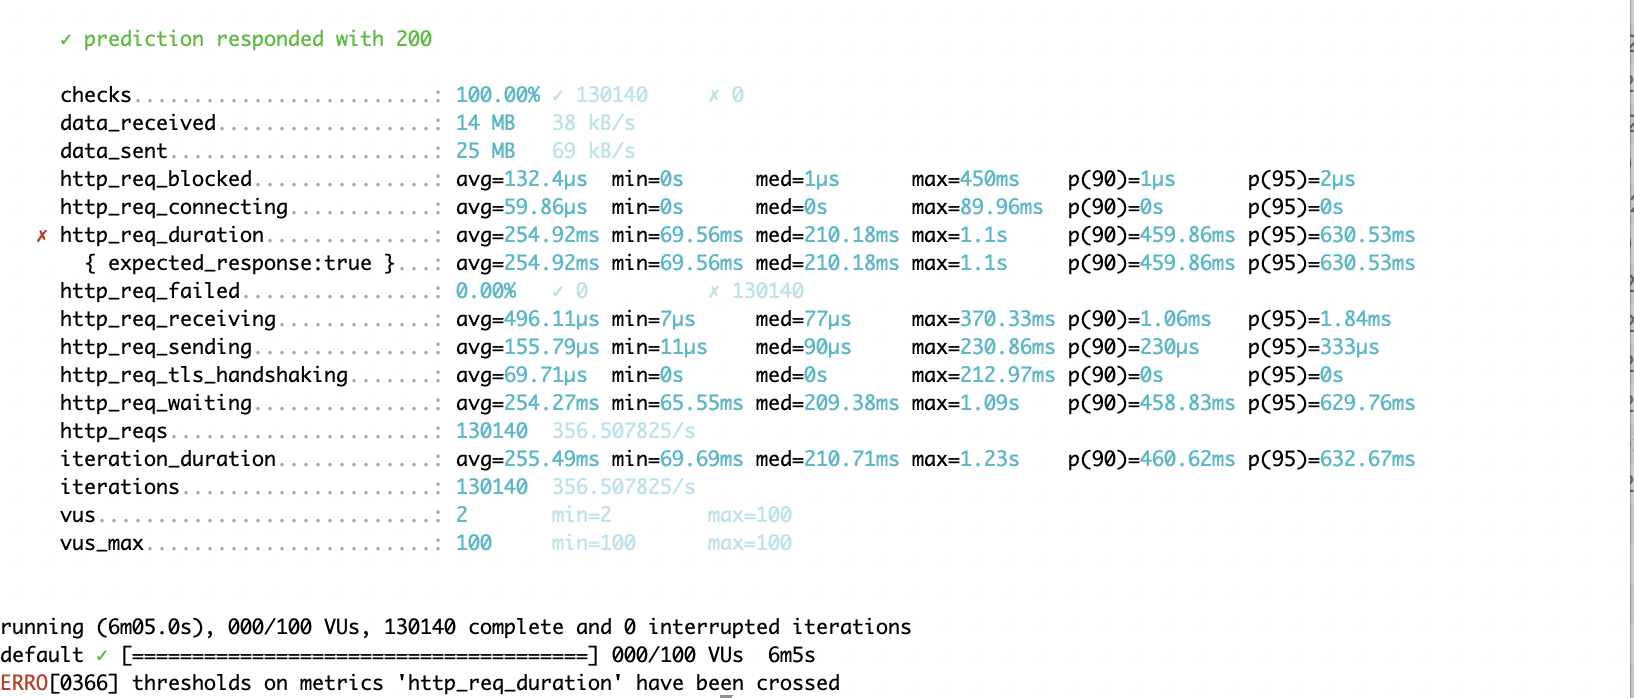 ✓ prediction responded with 200
checks.........................: 100.00% ✓ 130140     ✗ 0
data_received..................: 14 MB   38 kB/s
data_sent......................: 25 MB   69 kB/s
http_req_blocked...............: avg=132.4µs  min=0s      med=1µs      max=450ms    p(90)=1µs      p(95)=2µs
http_req_connecting............: avg=59.86µs  min=0s      med=0s       max=89.96ms  p(90)=0s       p(95)=0s
✗ http_req_duration..............: avg=254.92ms min=69.56ms med=210.18ms max=1.1s     p(90)=459.86ms p(95)=630.53ms
{ expected_response:true }...: avg=254.92ms min=69.56ms med=210.18ms max=1.1s     p(90)=459.86ms p(95)=630.53ms
http_req_failed................: 0.00%   ✓ 0          ✗ 130140
http_req_receiving.............: avg=496.11µs min=7µs     med=77µs     max=370.33ms p(90)=1.06ms   p(95)=1.84ms
http_req_sending...............: avg=155.79µs min=11µs    med=90µs     max=230.86ms p(90)=230µs    p(95)=333µs
http_req_tls_handshaking.......: avg=69.71µs  min=0s      med=0s       max=212.97ms p(90)=0s       p(95)=0s
http_req_waiting...............: avg=254.27ms min=65.55ms med=209.38ms max=1.09s    p(90)=458.83ms p(95)=629.76ms
http_reqs......................: 130140  356.507825/s
iteration_duration.............: avg=255.49ms min=69.69ms med=210.71ms max=1.23s    p(90)=460.62ms p(95)=632.67ms
iterations.....................: 130140  356.507825/s
vus............................: 2       min=2        max=100
vus_max........................: 100     min=100      max=100
running (6m05.0s), 000/100 VUs, 130140 complete and 0 interrupted iterations
default ✓ [======================================] 000/100 VUs  6m5s
ERRO[0366] thresholds on metrics 'http_req_duration' have been crossed